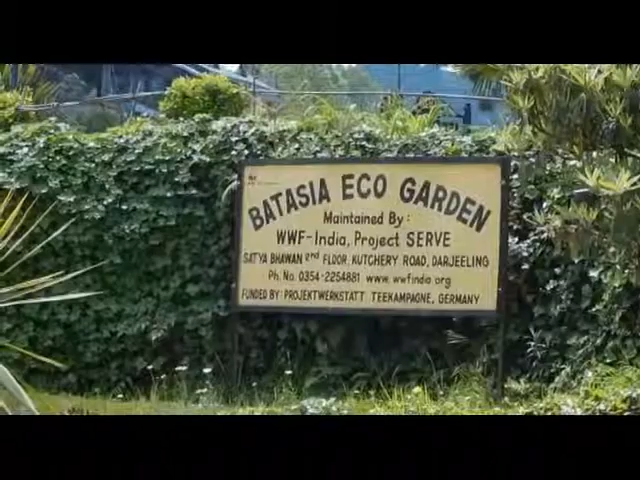 BATASIA ECO GARDEN
MAINTAINED BY:
WWF-INDIA, PROJECT SERVE
SATYA BHAWAN 2nd FLOOR, KUTCHERY ROAD, DARJEELING
PH. NO. 0354-2254881 www.wwfindia.org
FUNDED BY: PROJEKTWERKSTATT TEEKAMPAGNE, GERMANY